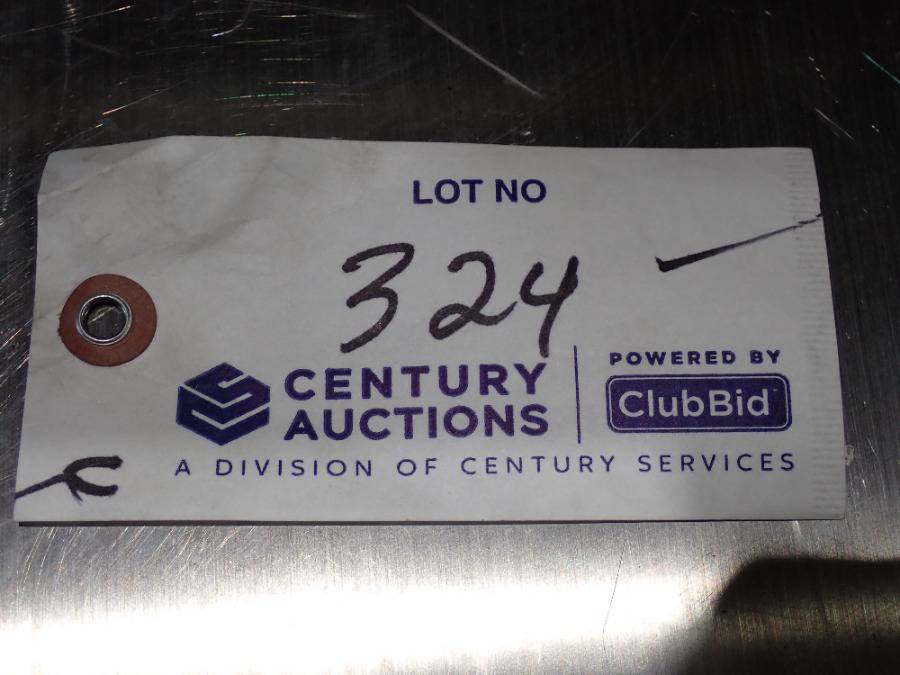 LOT NO
324
CENTURY
AUCTIONS
POWERED BY
ClubBid
A DIVISION OF CENTURY SERVICES